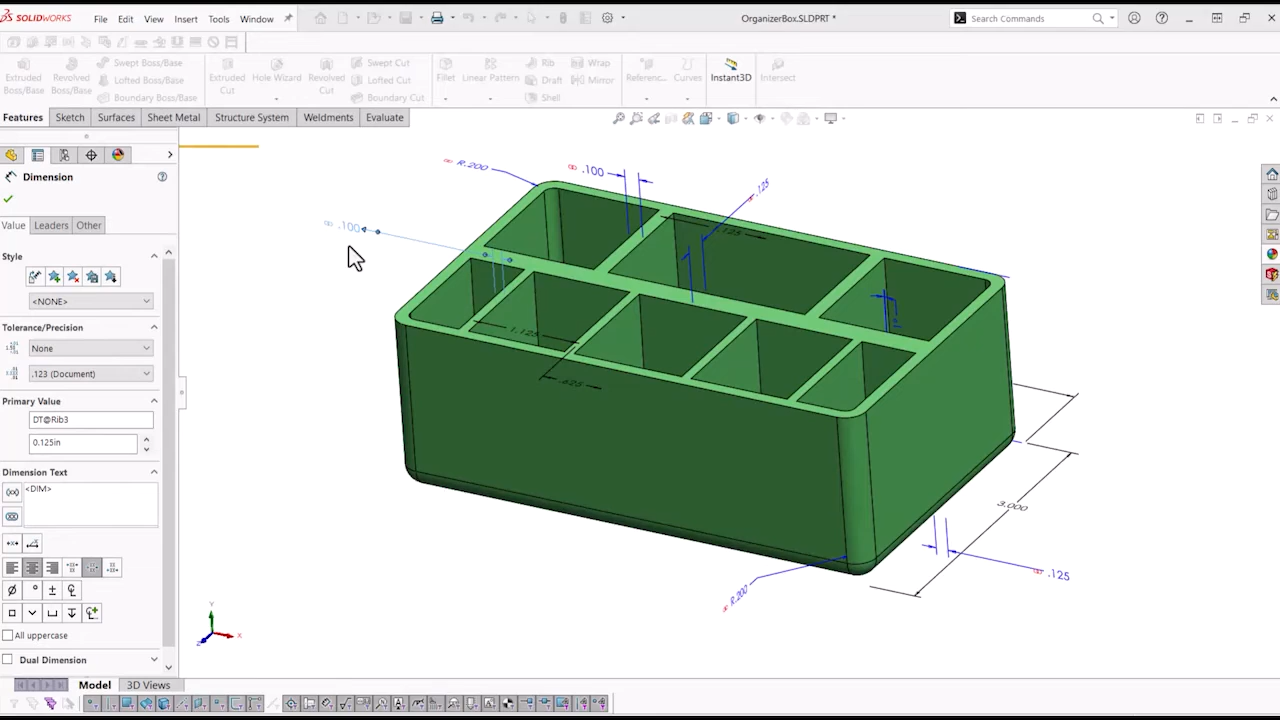 SOLIDWORKS File Edit View Insert Tools Window OrganizerBox.SLDPRT * Search Commands
Extruded Boss/Base Revolved Boss/Base Swept Boss/Base Lofted Boss/Base Boundary Boss/Base Extruded Cut Hole Wizard Revolved Cut Swept Cut Lofted Cut Boundary Cut Fillet Linear Pattern Rib Draft Shell Wrap Mirror Referenc... Curves Instant3D Intersect
Features Sketch Surfaces Sheet Metal Structure System Weldments Evaluate
Dimension
Value Leaders Other
Style
<NONE>
Tolerance/Precision
None
.123 (Document)
Primary Value
DT@Rib3
0.125in
Dimension Text
<DIM>
All uppercase
Dual Dimension
R.200
.100
.125
.100
1.125
.625
3.000
.125
R.200
Y
X
Z
Model 3D Views